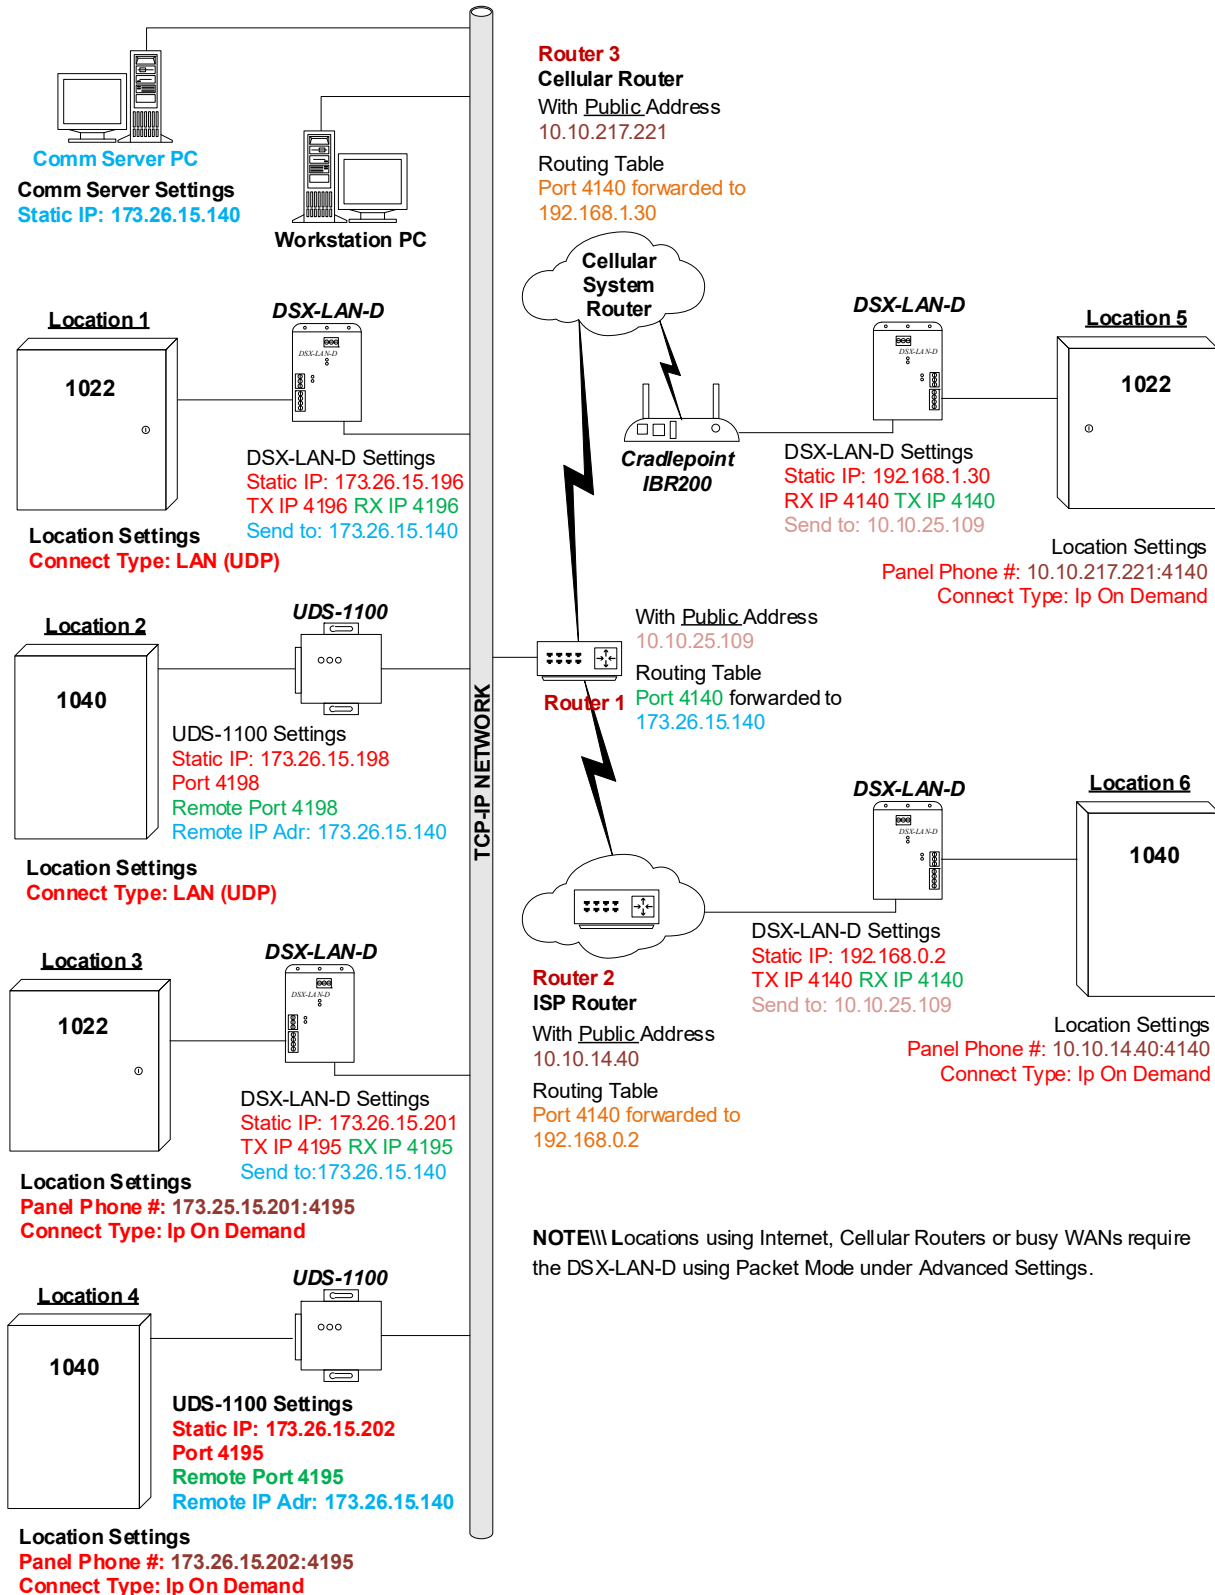 Comm Server PC
Comm Server Settings
Static IP: 173.26.15.140
Workstation PC
Location 1
1022
DSX-LAN-D
DSX-LAN-D
DSX-LAN-D Settings
Static IP: 173.26.15.196
TX IP 4196 RX IP 4196
Send to: 173.26.15.140
Location Settings
Connect Type: LAN (UDP)
Location 2
1040
UDS-1100
UDS-1100 Settings
Static IP: 173.26.15.198
Port 4198
Remote Port 4198
Remote IP Adr: 173.26.15.140
Location Settings
Connect Type: LAN (UDP)
Location 3
1022
DSX-LAN-D
DSX-LAN-D
DSX-LAN-D Settings
Static IP: 173.26.15.201
TX IP 4195 RX IP 4195
Send to:173.26.15.140
Location Settings
Panel Phone #: 173.25.15.201:4195
Connect Type: Ip On Demand
Location 4
1040
UDS-1100
UDS-1100 Settings
Static IP: 173.26.15.202
Port 4195
Remote Port 4195
Remote IP Adr: 173.26.15.140
Location Settings
Panel Phone #: 173.26.15.202:4195
Connect Type: Ip On Demand
TCP-IP NETWORK
Router 3
Cellular Router
With Public Address
10.10.217.221
Routing Table
Port 4140 forwarded to
192.168.1.30
Cellular
System
Router
Cradlepoint
IBR200
DSX-LAN-D
DSX-LAN-D
DSX-LAN-D Settings
Static IP: 192.168.1.30
RX IP 4140 TX IP 4140
Send to: 10.10.25.109
Location 5
1022
Location Settings
Panel Phone #: 10.10.217.221:4140
Connect Type: Ip On Demand
With Public Address
10.10.25.109
Routing Table
Router 1
Port 4140 forwarded to
173.26.15.140
DSX-LAN-D
DSX-LAN-D
DSX-LAN-D Settings
Static IP: 192.168.0.2
TX IP 4140 RX IP 4140
Send to: 10.10.25.109
Location 6
1040
Location Settings
Panel Phone #: 10.10.14.40:4140
Connect Type: Ip On Demand
Router 2
ISP Router
With Public Address
10.10.14.40
Routing Table
Port 4140 forwarded to
192.168.0.2
NOTE\\\ Locations using Internet, Cellular Routers or busy WANs require
the DSX-LAN-D using Packet Mode under Advanced Settings.